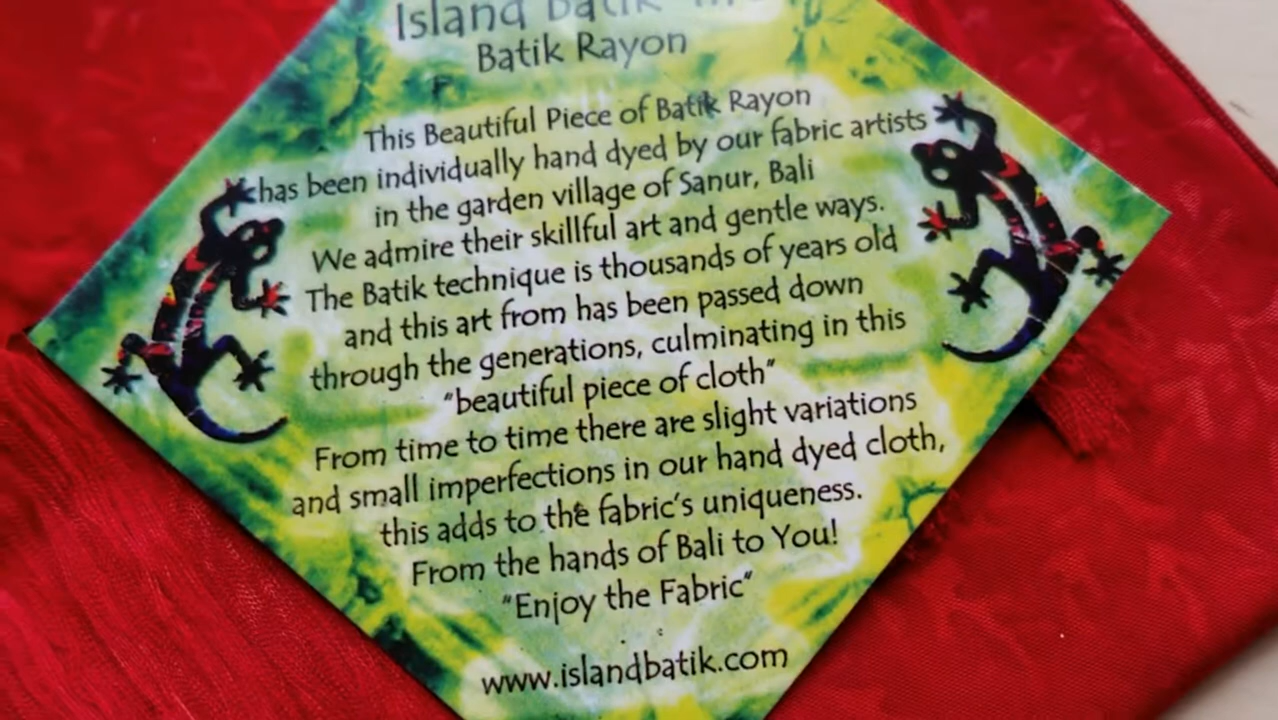 Island Batik
Batik Rayon
This Beautiful Piece of Batik Rayon
has been individually hand dyed by our fabric artists
in the garden village of Sanur, Bali
We admire their skillful art and gentle ways.
The Batik technique is thousands of years old
and this art from has been passed down
through the generations, culminating in this
"beautiful piece of cloth"
From time to time there are slight variations
and small imperfections in our hand dyed cloth,
this adds to the fabric's uniqueness.
From the hands of Bali to You!
"Enjoy the Fabric"
www.islandbatik.com